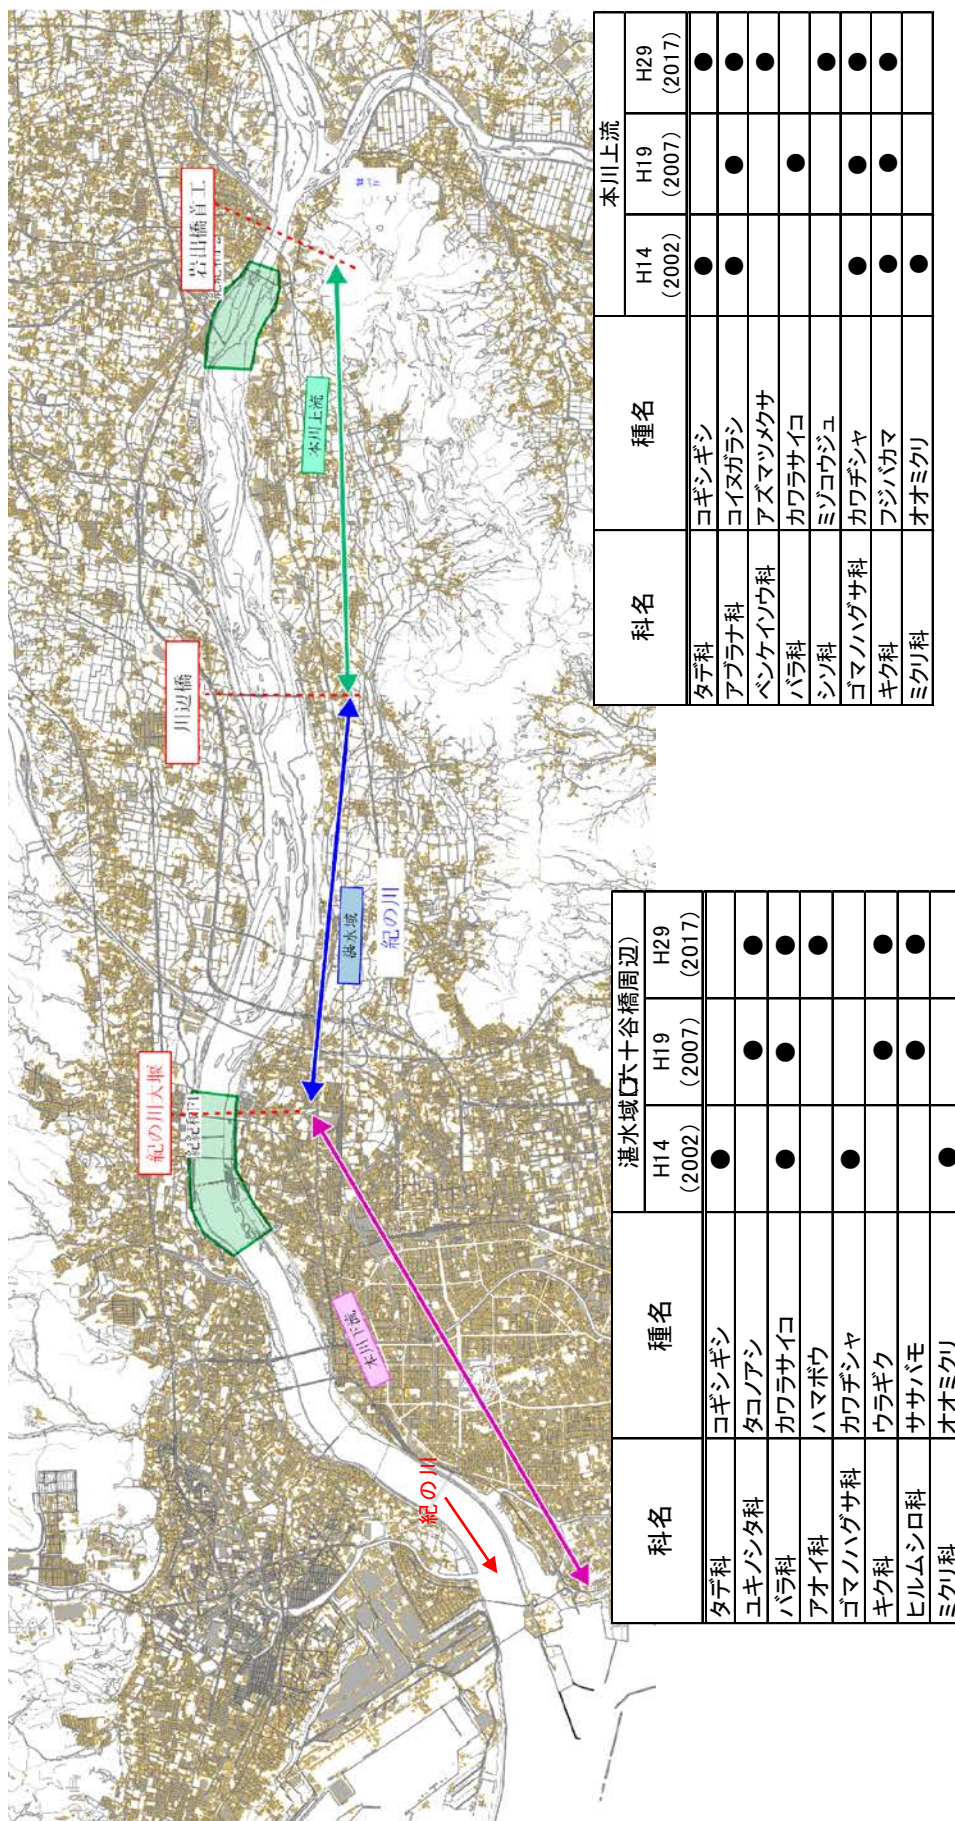 岩出橋首工
川辺橋
紀の川大堰
本川上流
湛水域
紀の川
本川下流
紀の川
科名 種名 湛水域(六十谷橋周辺)
H14 (2002) H19 (2007) H29 (2017)
タデ科 コギシギシ ●
ユキノシタ科 タコノアシ ● ●
バラ科 カワラサイコ ● ● ●
アオイ科 ハマボウ ●
ゴマノハグサ科 カワヂシャ ●
キク科 ウラギク ● ●
ヒルムシロ科 ササバモ ● ●
ミクリ科 オオミクリ ●
科名 種名 本川上流
H14 (2002) H19 (2007) H29 (2017)
タデ科 コギシギシ ● ●
アブラナ科 コイヌガラシ ● ● ●
ベンケイソウ科 アズマツメクサ ●
バラ科 カワラサイコ ●
シソ科 ミゾコウジュ ●
ゴマノハグサ科 カワヂシャ ● ● ●
キク科 フジバカマ ● ● ●
ミクリ科 オオミクリ ●